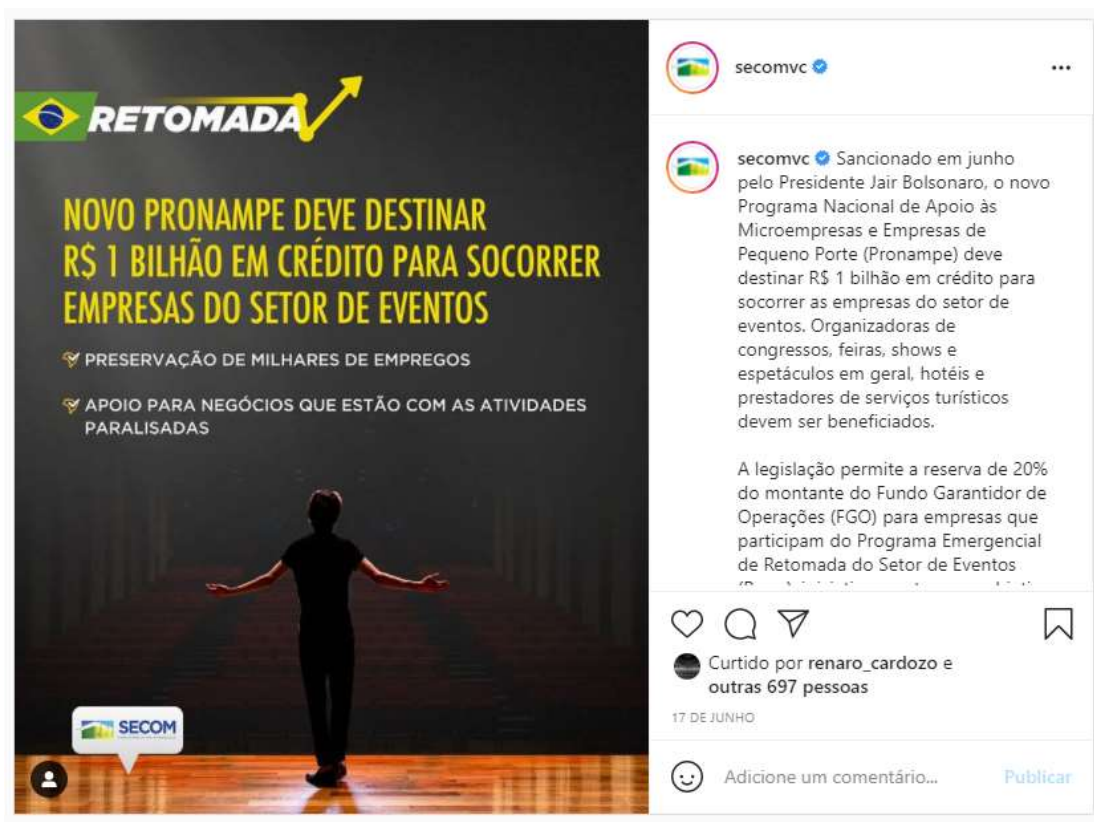 RETOMADA
NOVO PRONAMPE DEVE DESTINAR
R$ 1 BILHÃO EM CRÉDITO PARA SOCORRER
EMPRESAS DO SETOR DE EVENTOS
PRESERVAÇÃO DE MILHARES DE EMPREGOS
APOIO PARA NEGÓCIOS QUE ESTÃO COM AS ATIVIDADES
PARALISADAS
SECOM
secomvc
secomvc Sancionado em junho
pelo Presidente Jair Bolsonaro, o novo
Programa Nacional de Apoio às
Microempresas e Empresas de
Pequeno Porte (Pronampe) deve
destinar R$ 1 bilhão em crédito para
socorrer as empresas do setor de
eventos. Organizadoras de
congressos, feiras, shows e
espetáculos em geral, hotéis e
prestadores de serviços turísticos
devem ser beneficiados.
A legislação permite a reserva de 20%
do montante do Fundo Garantidor de
Operações (FGO) para empresas que
participam do Programa Emergencial
de Retomada do Setor de Eventos
Curtido por renaro_cardozo e
outras 697 pessoas
17 DE JUNHO
Adicione um comentário... Publicar